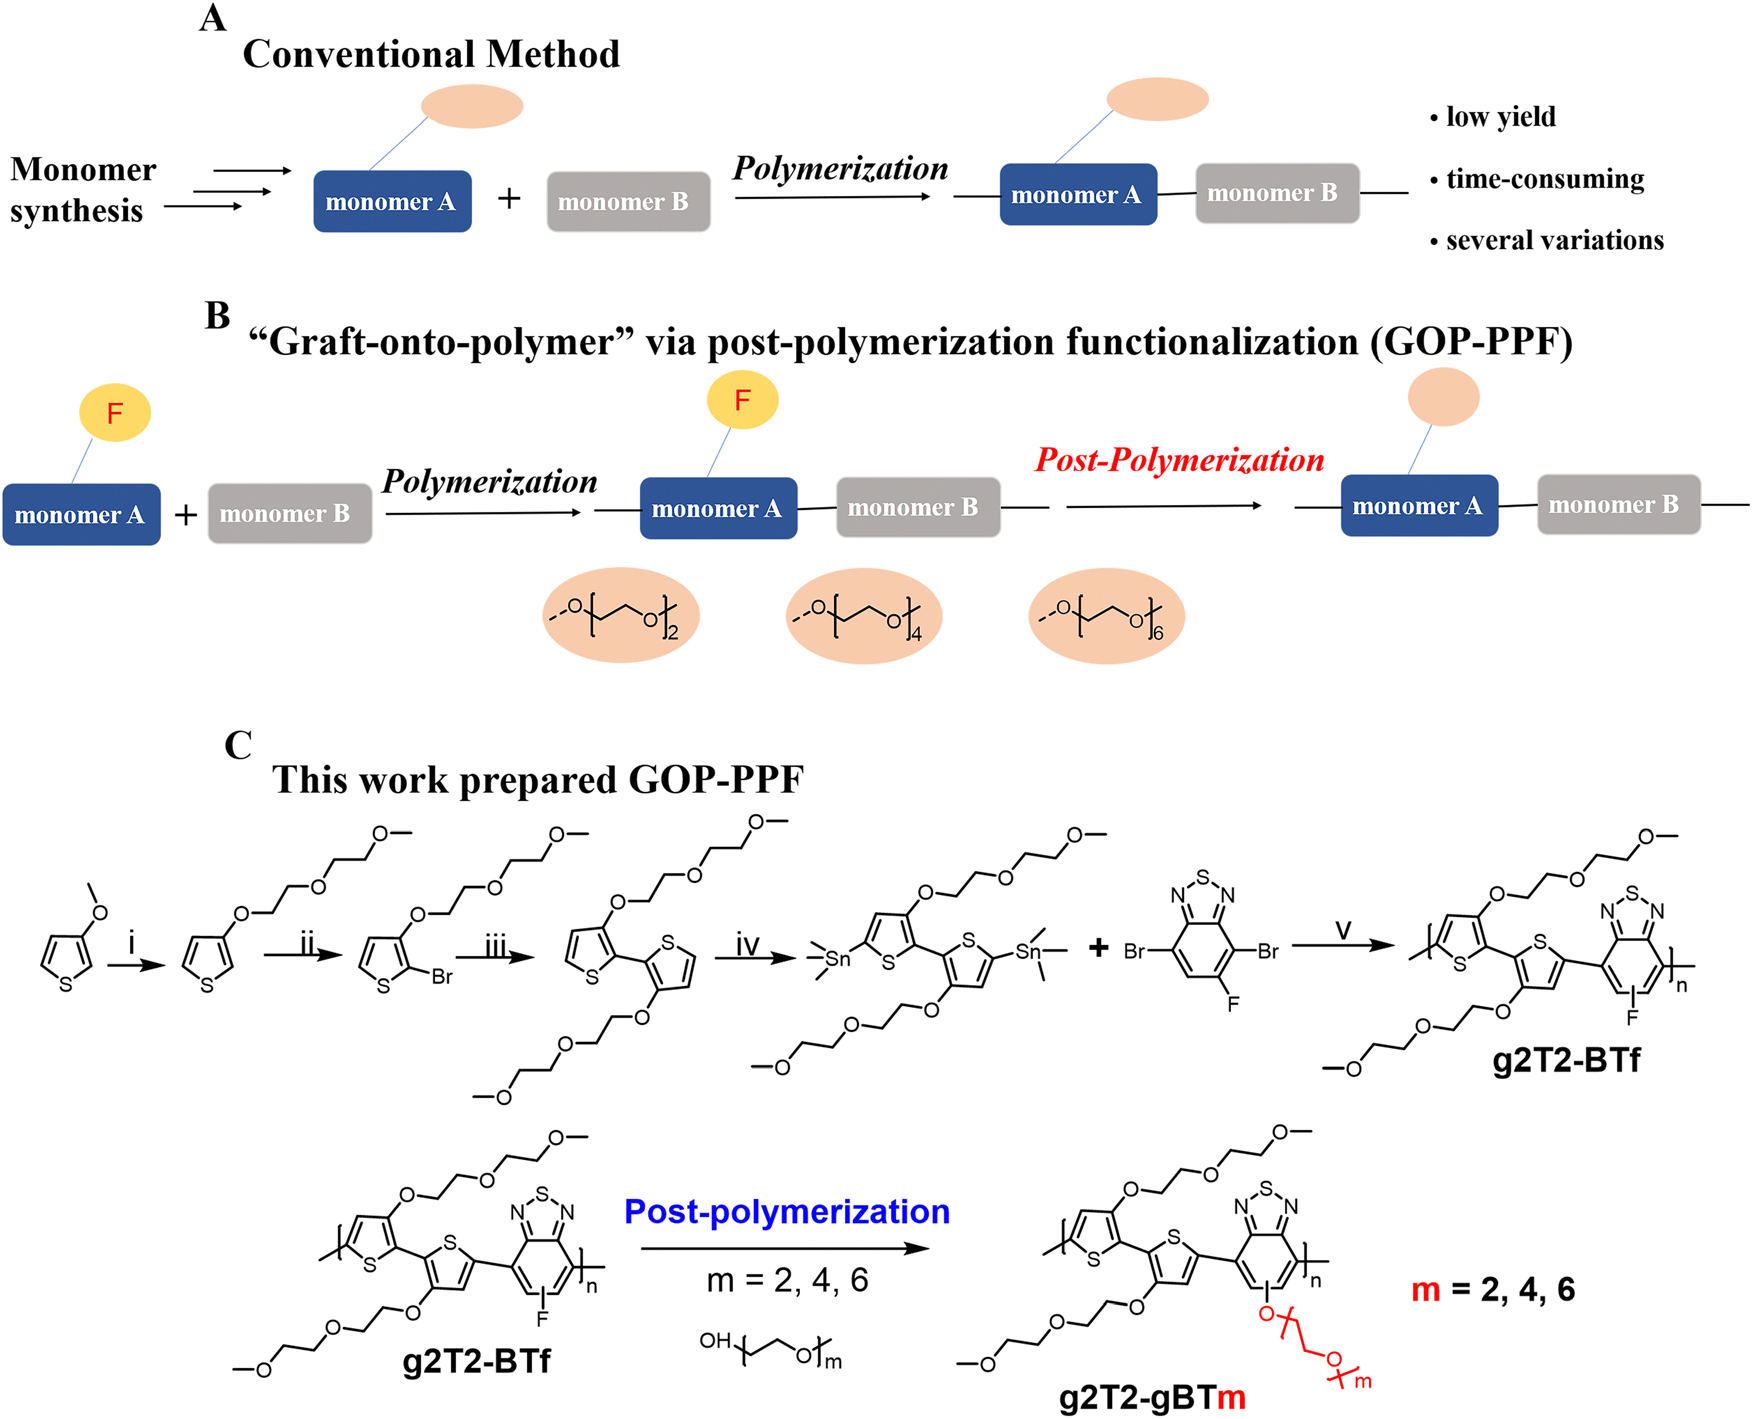 A
Conventional Method
Monomer
synthesis
monomer A
+
monomer B
Polymerization
monomer A
monomer B
• low yield
• time-consuming
• several variations
B
“Graft-onto-polymer” via post-polymerization functionalization (GOP-PPF)
F
monomer A
+
monomer B
Polymerization
F
monomer A
monomer B
Post-Polymerization
monomer A
monomer B
O
O
2
O
O
4
O
O
6
C
This work prepared GOP-PPF
S
O
i
S
O
O
O
ii
S
Br
O
O
O
iii
S
S
O
O
O
O
O
O
iv
Sn
S
S
Sn
O
O
O
O
O
O
+
Br
Br
N
S
N
F
v
S
S
O
O
O
O
O
O
N
S
N
F
n
g2T2-BTf
S
S
O
O
O
O
O
O
N
S
N
F
n
g2T2-BTf
Post-polymerization
m = 2, 4, 6
OH
O
m
S
S
O
O
O
O
O
O
N
S
N
n
O
O
m
g2T2-gBTm
m = 2, 4, 6